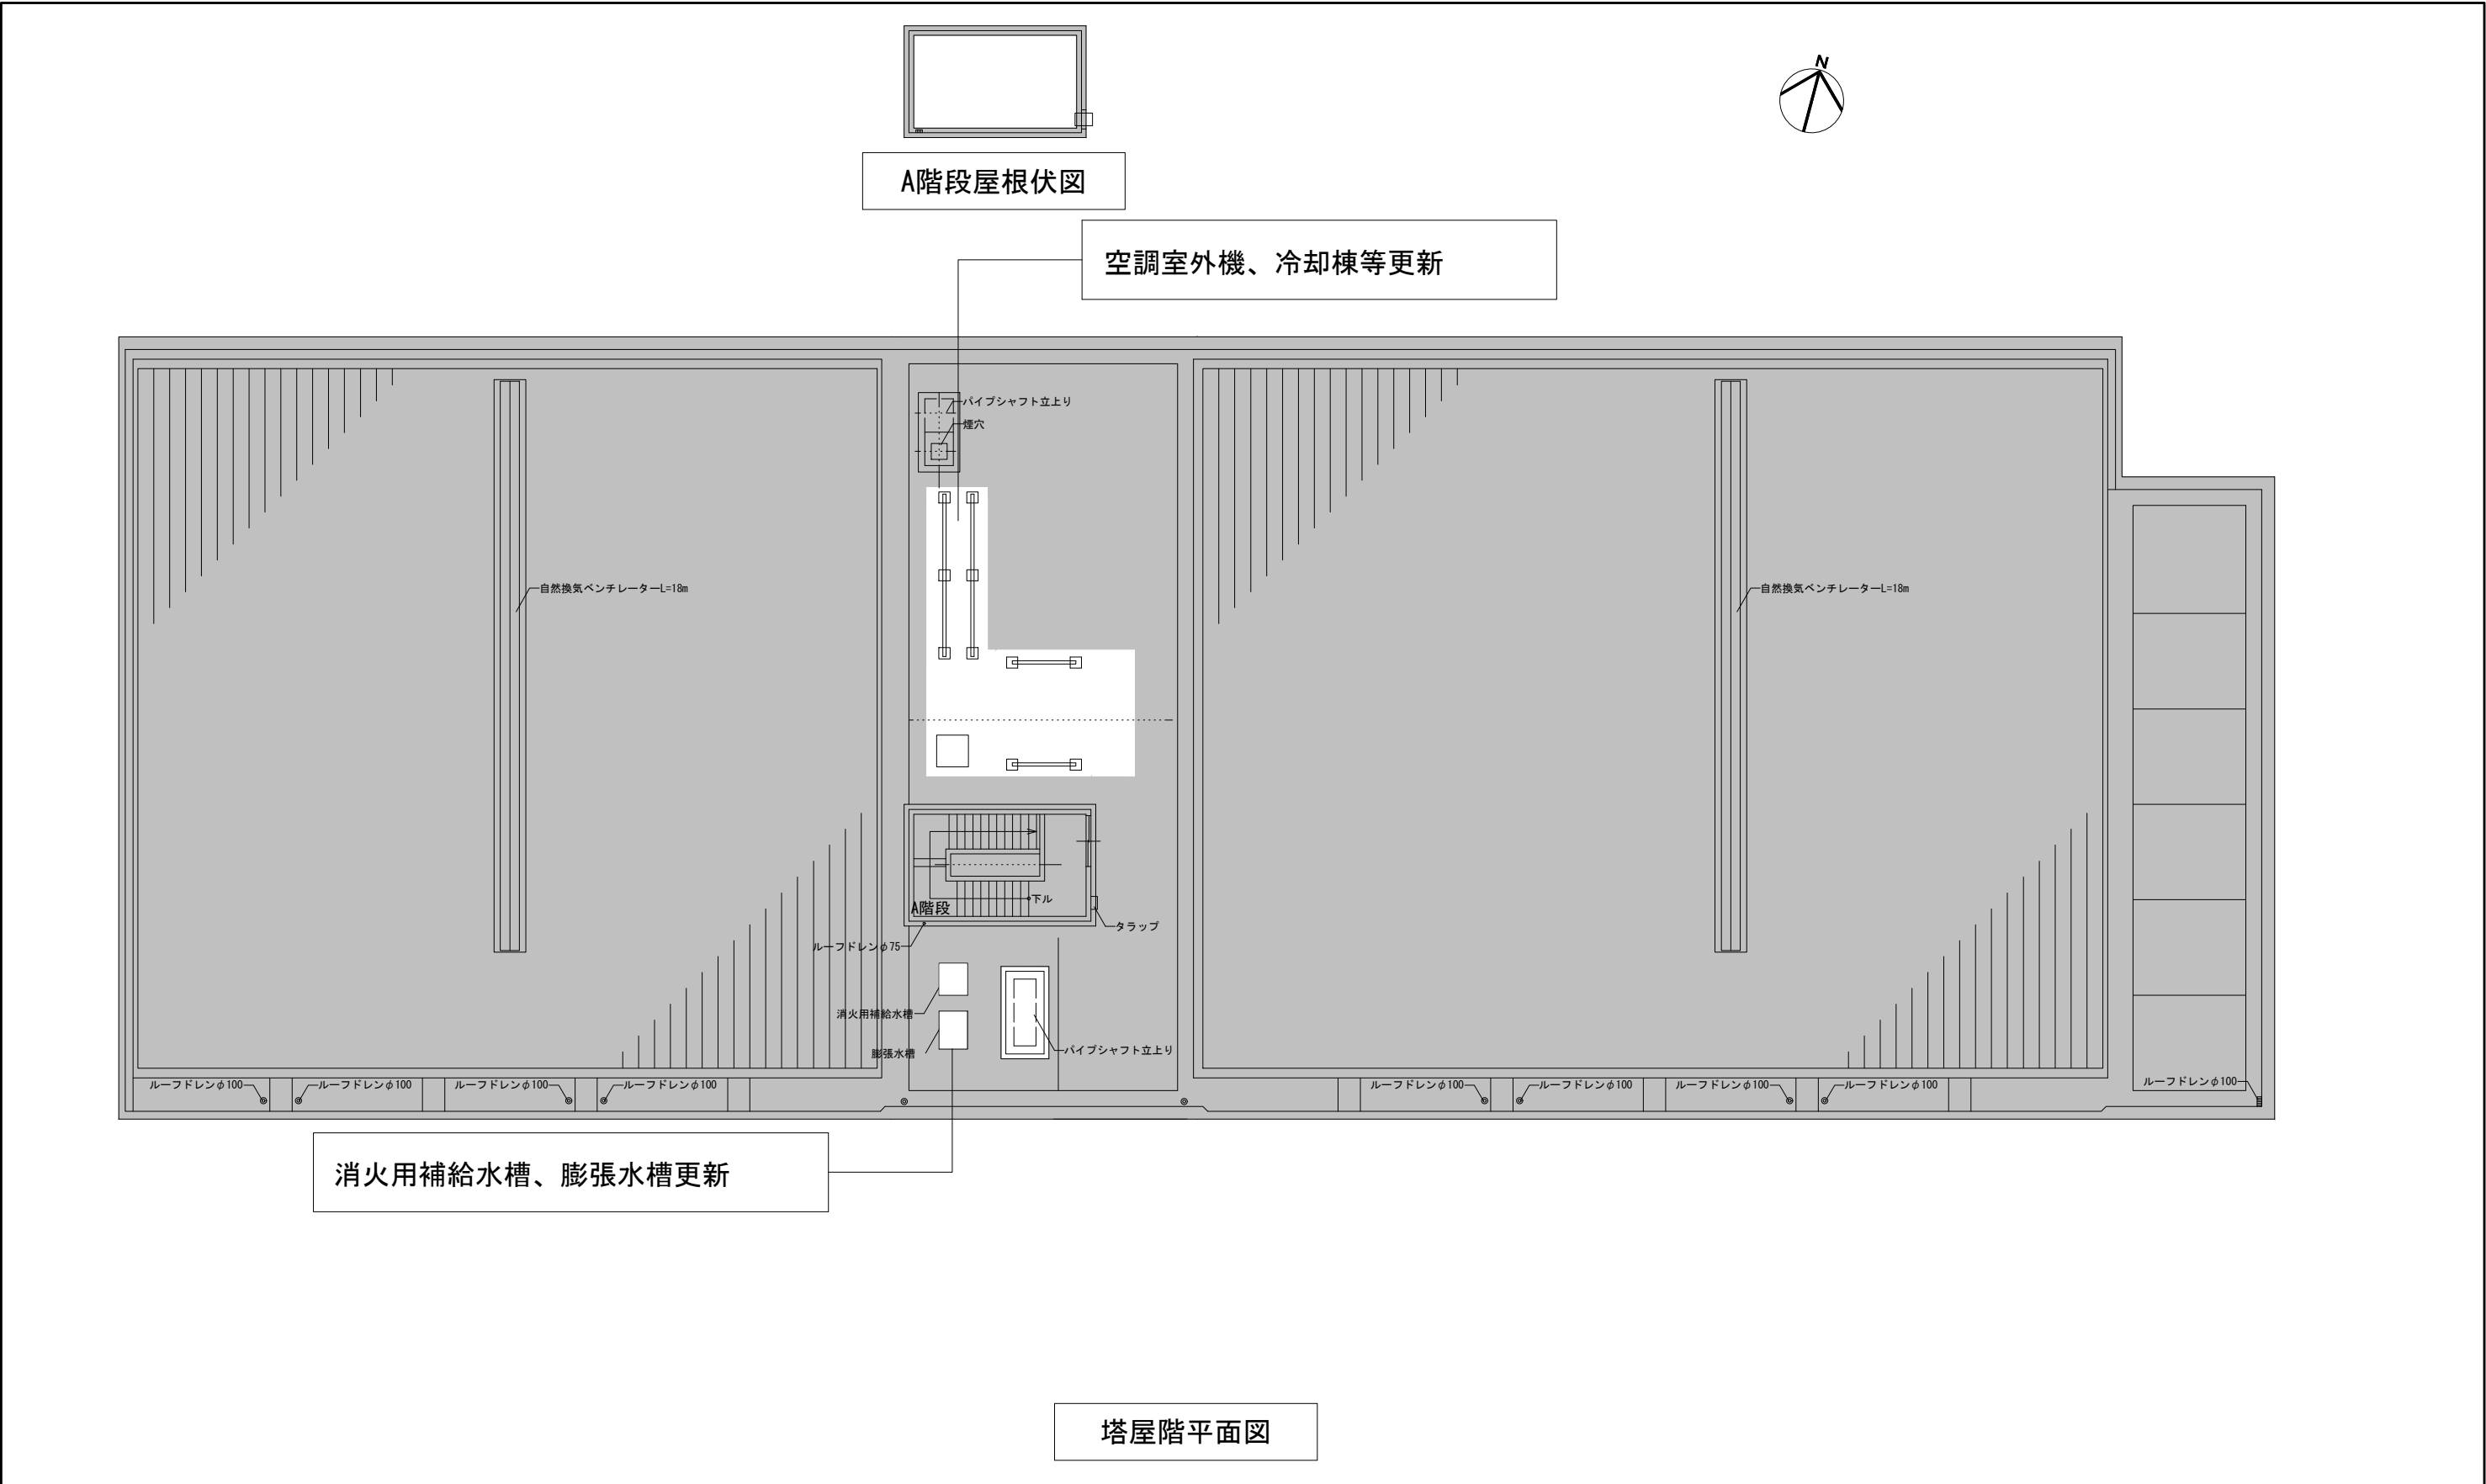 N
A階段屋根伏図
空調室外機、冷却棟等更新
パイプシャフト立上り
煙穴
自然換気ベンチレーターL=18m
自然換気ベンチレーターL=18m
下ル
A階段
タラップ
ルーフドレンφ75
消火用補給水槽
膨張水槽
パイプシャフト立上り
ルーフドレンφ100
ルーフドレンφ100
ルーフドレンφ100
ルーフドレンφ100
ルーフドレンφ100
ルーフドレンφ100
ルーフドレンφ100
ルーフドレンφ100
ルーフドレンφ100
消火用補給水槽、膨張水槽更新
塔屋階平面図